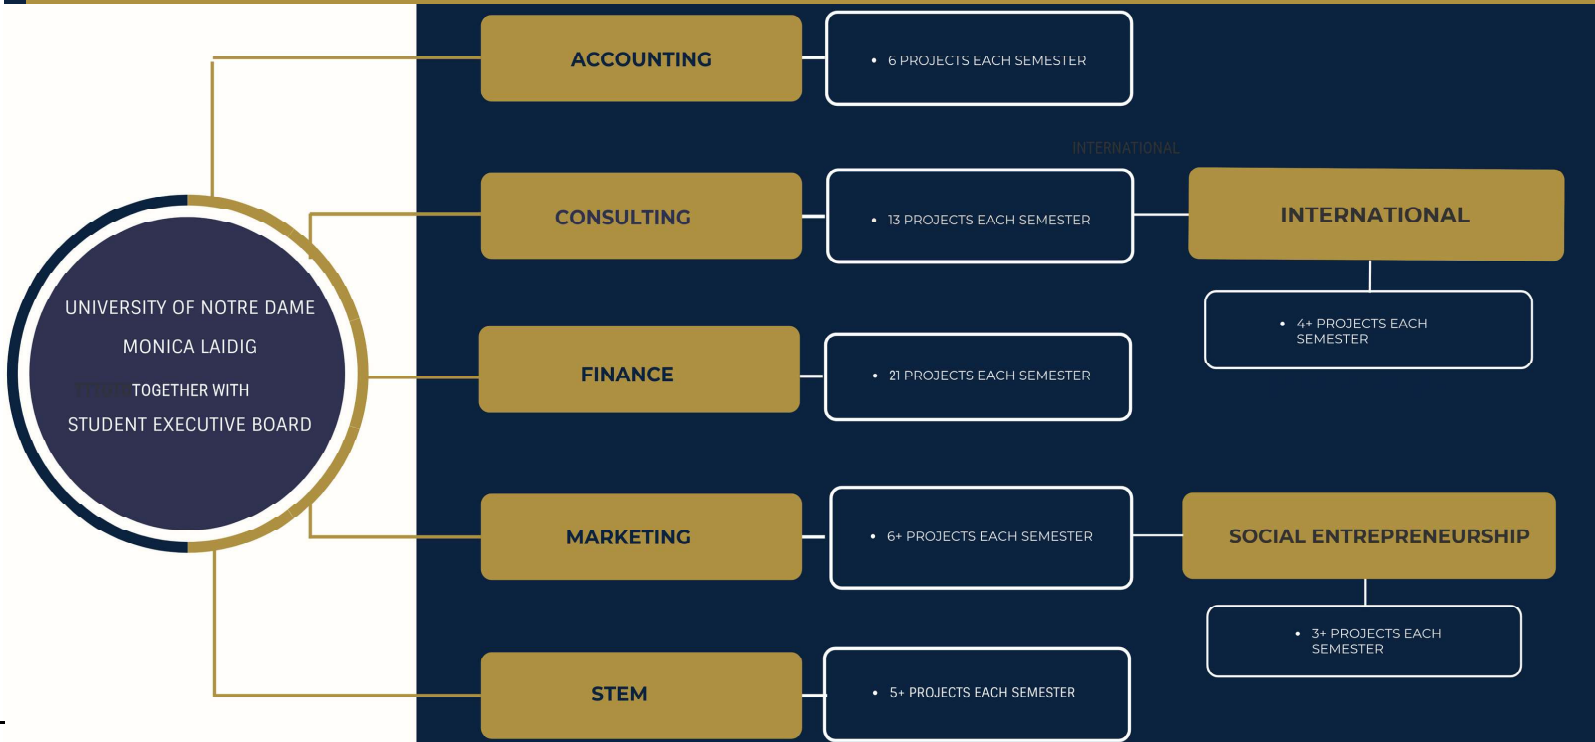 ACCOUNTING
• 6 PROJECTS EACH SEMESTER
INTERNATIONAL
CONSULTING
• 13 PROJECTS EACH SEMESTER
INTERNATIONAL
• 4+ PROJECTS EACH
SEMESTER
UNIVERSITY OF NOTRE DAME
MONICA LAIDIG
TOGETHER WITH
STUDENT EXECUTIVE BOARD
FINANCE
• 21 PROJECTS EACH SEMESTER
MARKETING
• 6+ PROJECTS EACH SEMESTER
SOCIAL ENTREPRENEURSHIP
• 3+ PROJECTS EACH
SEMESTER
STEM
• 5+ PROJECTS EACH SEMESTER